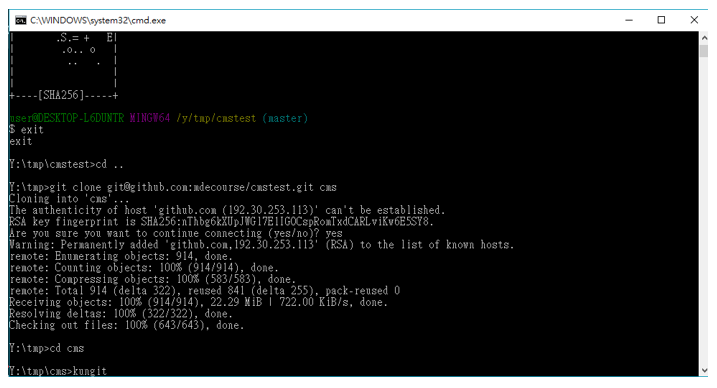 C:\WINDOWS\system32\cmd.exe
|       .S.= +   E|
|        .o.. o   |
|         ..   .  |
|                 |
|                 |
+----[SHA256]-----+
user@DESKTOP-L6DUNTR MINGW64 /y/tmp/cmstest (master)
$ exit
exit
Y:\tmp\cmstest>cd ..
Y:\tmp>git clone git@github.com:mdecourse/cmstest.git cms
Cloning into 'cms'...
The authenticity of host 'github.com (192.30.253.113)' can't be established.
RSA key fingerprint is SHA256:nThbg6kXUpJWGl7E1IGOCspRomTxdCARLviKw6E5SY8.
Are you sure you want to continue connecting (yes/no)? yes
Warning: Permanently added 'github.com,192.30.253.113' (RSA) to the list of known hosts.
remote: Enumerating objects: 914, done.
remote: Counting objects: 100% (914/914), done.
remote: Compressing objects: 100% (583/583), done.
remote: Total 914 (delta 322), reused 841 (delta 255), pack-reused 0
Receiving objects: 100% (914/914), 22.29 MiB | 722.00 KiB/s, done.
Resolving deltas: 100% (322/322), done.
Checking out files: 100% (643/643), done.
Y:\tmp>cd cms
Y:\tmp\cms>kungit